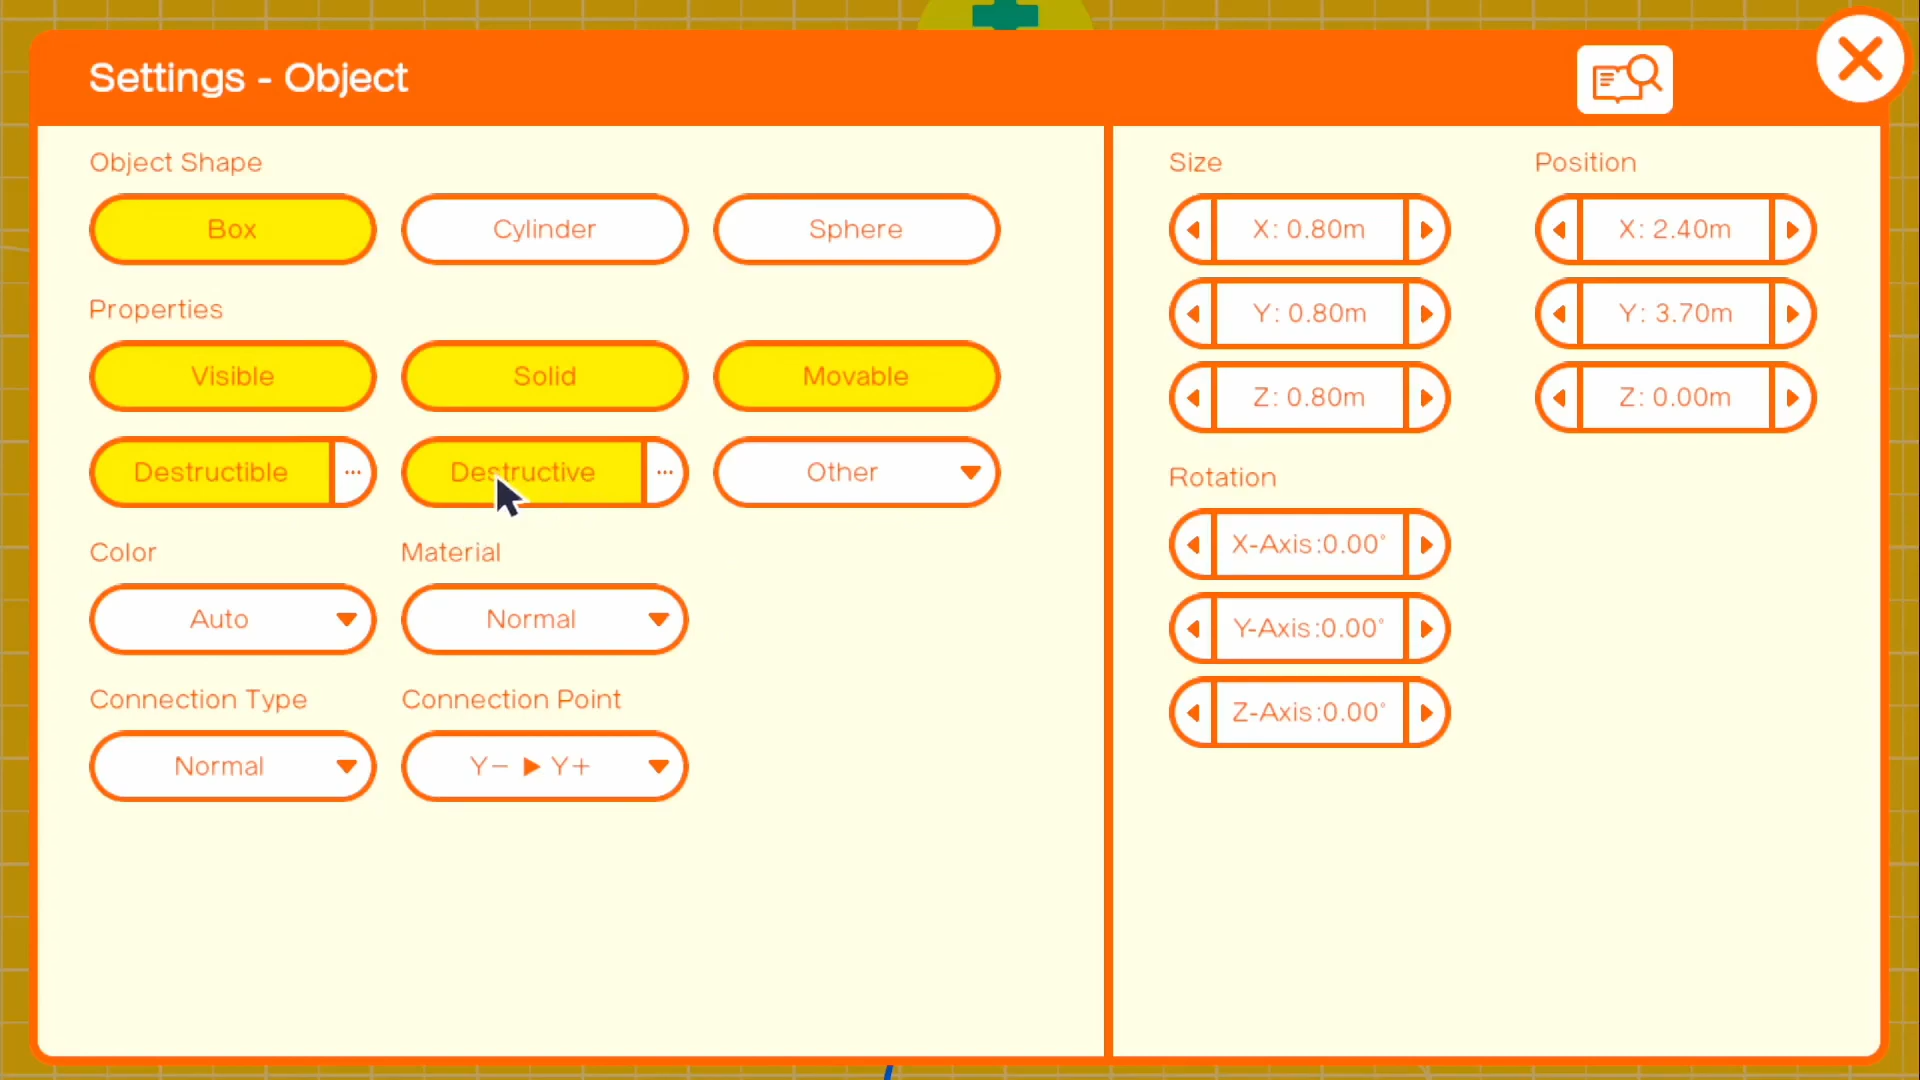 Settings - Object
Object Shape
Box
Cylinder
Sphere
Properties
Visible
Solid
Movable
Destructible
...
Destructive
...
Other
Color
Material
Auto
Normal
Connection Type
Connection Point
Normal
Y− ▶ Y+
Size
Position
X: 0.80m
X: 2.40m
Y: 0.80m
Y: 3.70m
Z: 0.80m
Z: 0.00m
Rotation
X-Axis:0.00°
Y-Axis:0.00°
Z-Axis:0.00°